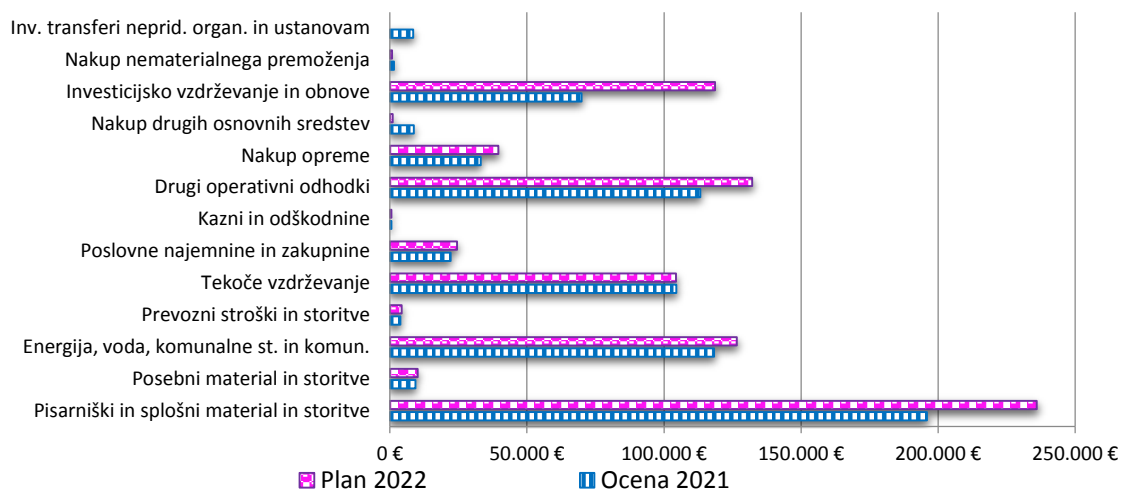 Inv. transferi neprid. organ. in ustanovam
Nakup nematerialnega premoženja
Investicijsko vzdrževanje in obnove
Nakup drugih osnovnih sredstev
Nakup opreme
Drugi operativni odhodki
Kazni in odškodnine
Poslovne najemnine in zakupnine
Tekoče vzdrževanje
Prevozni stroški in storitve
Energija, voda, komunalne st. in komun.
Posebni material in storitve
Pisarniški in splošni material in storitve
0 € 50.000 € 100.000 € 150.000 € 200.000 € 250.000 €
Plan 2022 Ocena 2021